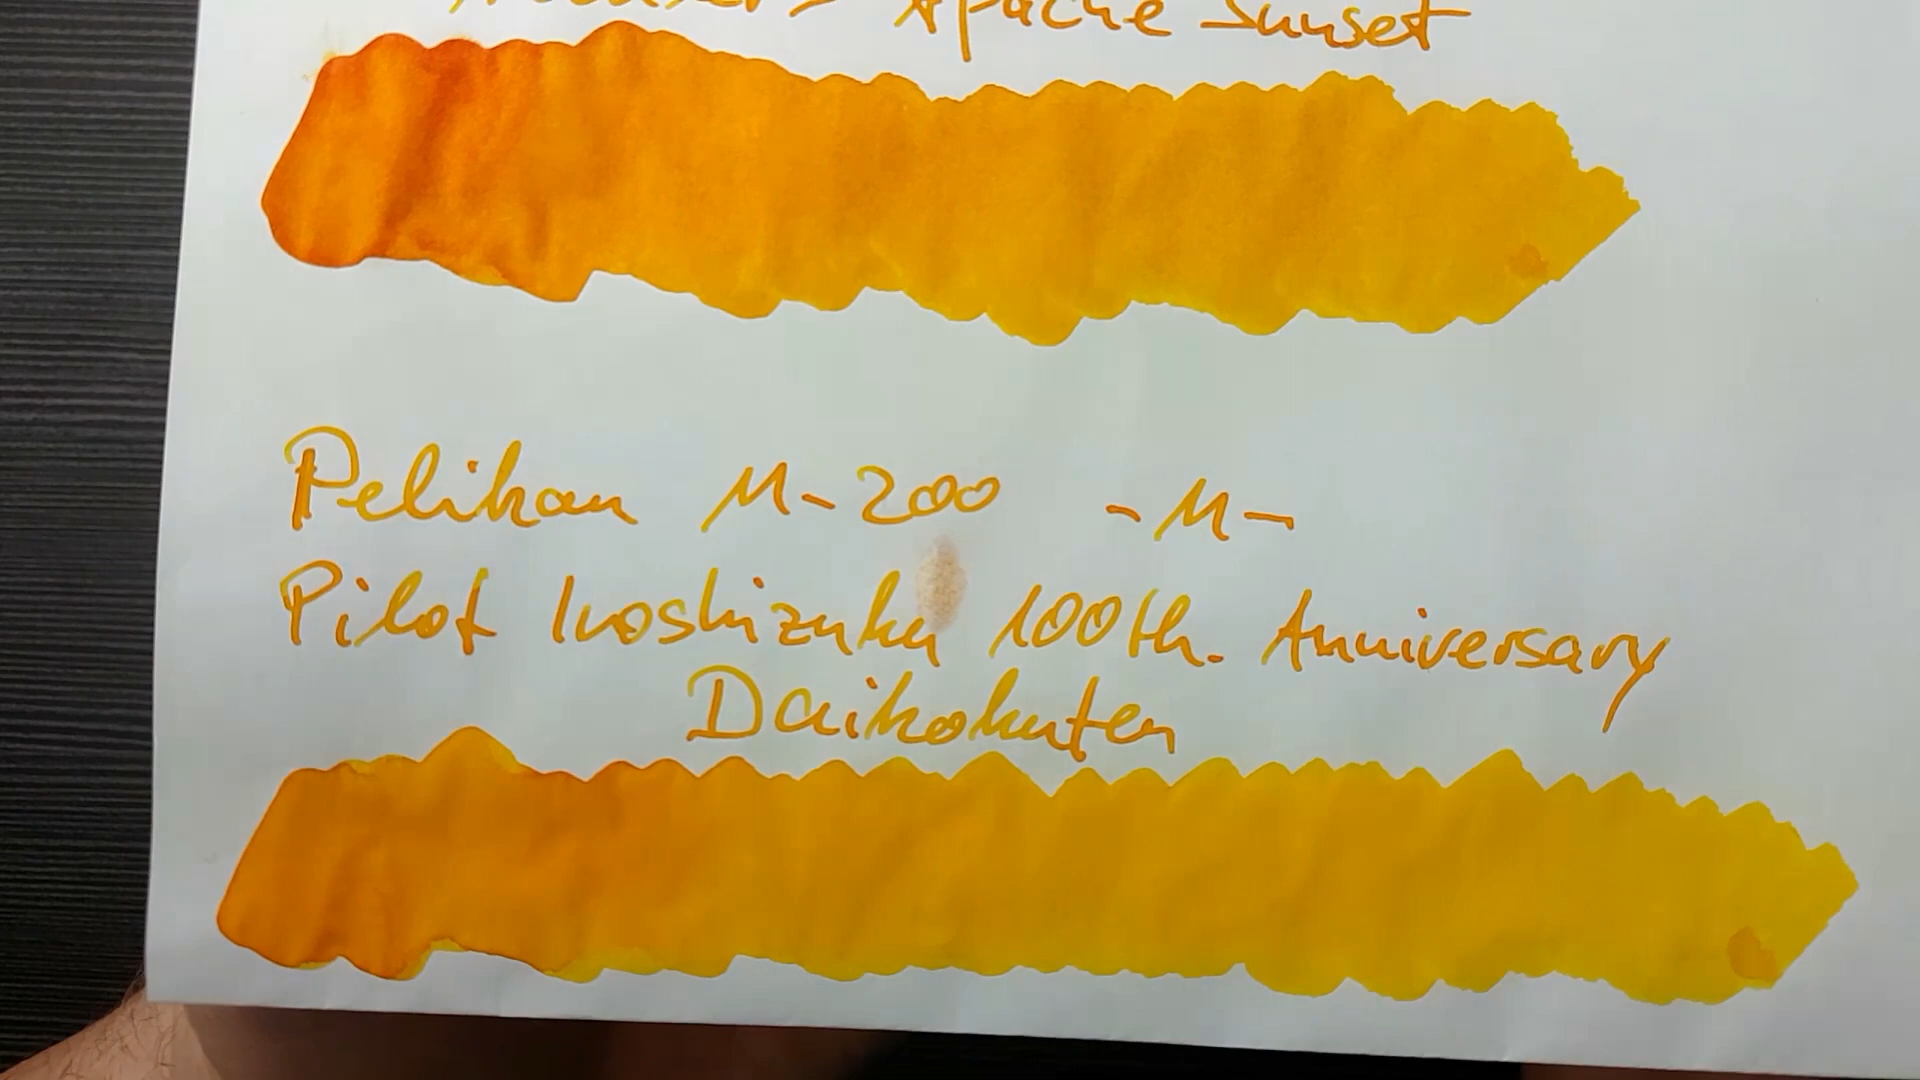 Apache Sunset
Pelikan M-200 -M-
Pilot Iroshizuku 100th. Anniversary
Daikokuten